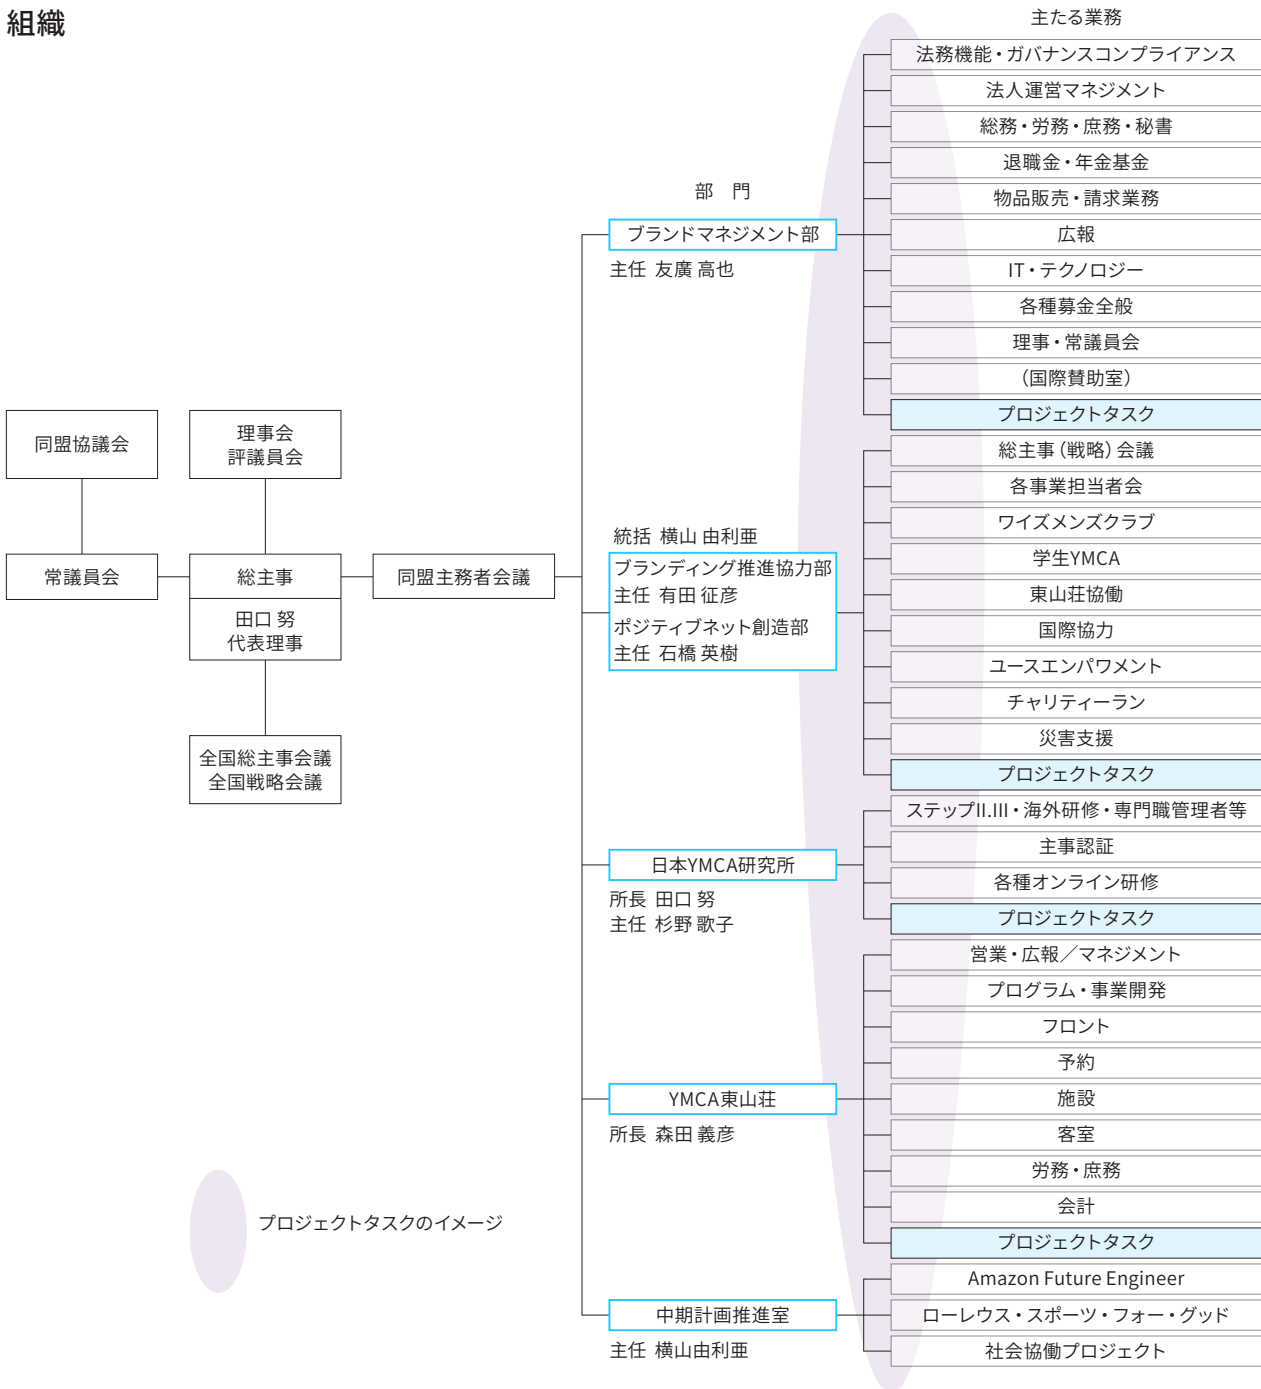 組織
主たる業務
法務機能・ガバナンスコンプライアンス
法人運営マネジメント
総務・労務・庶務・秘書
退職金・年金基金
物品販売・請求業務
広報
IT・テクノロジー
各種募金全般
理事・常議員会
（国際賛助室）
プロジェクトタスク
部　門
ブランドマネジメント部
主任 友廣 高也
同盟協議会
理事会
評議員会
常議員会
総主事
田口 努
代表理事
同盟主務者会議
全国総主事会議
全国戦略会議
統括 横山 由利亜
ブランディング推進協力部
主任 有田 征彦
ポジティブネット創造部
主任 石橋 英樹
総主事（戦略）会議
各事業担当者会
ワイズメンズクラブ
学生YMCA
東山荘協働
国際協力
ユースエンパワメント
チャリティーラン
災害支援
プロジェクトタスク
日本YMCA研究所
所長 田口 努
主任 杉野 歌子
ステップII.III・海外研修・専門職管理者等
主事認証
各種オンライン研修
プロジェクトタスク
YMCA東山荘
所長 森田 義彦
営業・広報／マネジメント
プログラム・事業開発
フロント
予約
施設
客室
労務・庶務
会計
プロジェクトタスク
プロジェクトタスクのイメージ
中期計画推進室
主任 横山由利亜
Amazon Future Engineer
ローレウス・スポーツ・フォー・グッド
社会協働プロジェクト